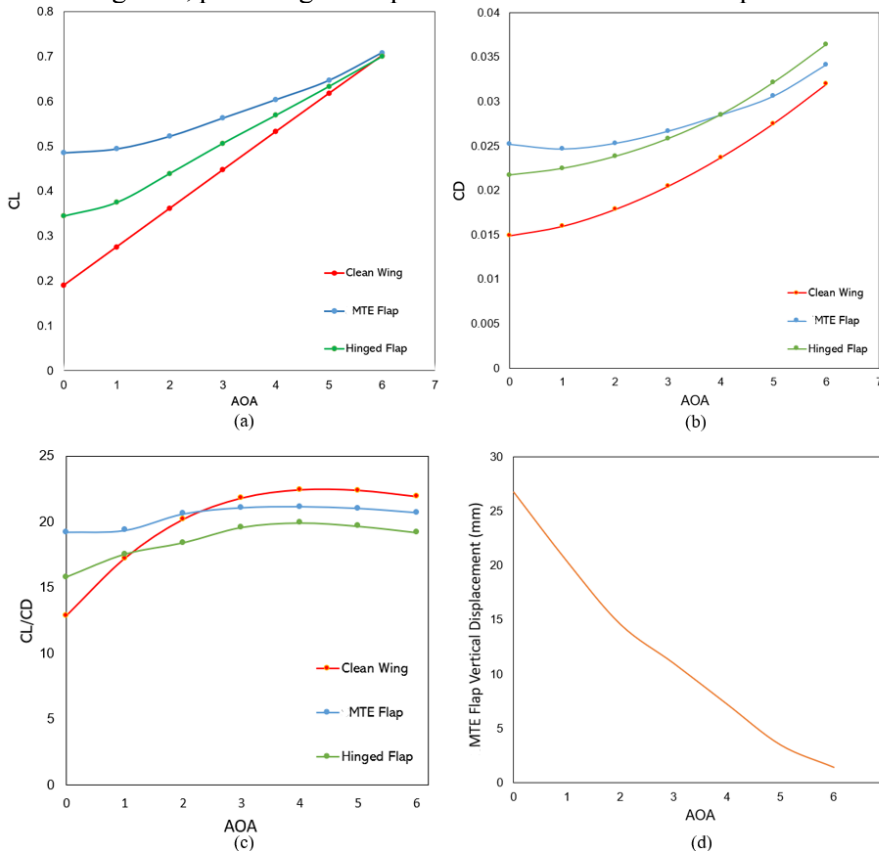 0.8
0.7
0.6
0.5
0.4
0.3
0.2
0.1
0
CL
Clean Wing
MTE Flap
Hinged Flap
0 1 2 3 4 5 6 7
AOA
(a)
0.04
0.035
0.03
0.025
0.02
0.015
0.01
0.005
0
CD
Clean Wing
MTE Flap
Hinged Flap
0 1 2 3 4 5 6 7
AOA
(b)
25
20
15
10
5
0
CL/CD
Clean Wing
MTE Flap
Hinged Flap
0 1 2 3 4 5 6
AOA
(c)
30
25
20
15
10
5
0
MTE Flap Vertical Displacement (mm)
0 1 2 3 4 5 6
AOA
(d)